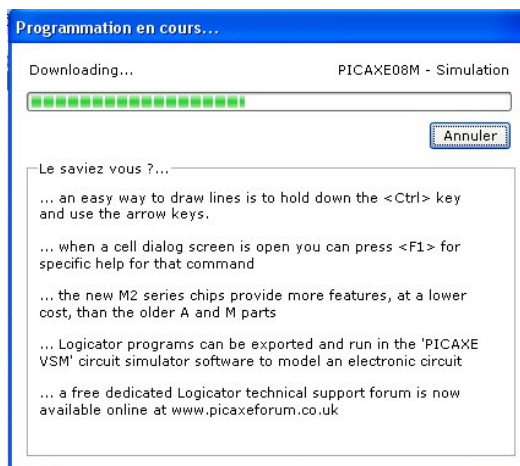 Programmation en cours...
Downloading...
PICAXE08M - Simulation
Annuler
Le saviez vous ?...
... an easy way to draw lines is to hold down the <Ctrl> key
and use the arrow keys.
... when a cell dialog screen is open you can press <F1> for
specific help for that command
... the new M2 series chips provide more features, at a lower
cost, than the older A and M parts
... Logicator programs can be exported and run in the 'PICAXE
VSM' circuit simulator software to model an electronic circuit
... a free dedicated Logicator technical support forum is now
available online at www.picaxeforum.co.uk